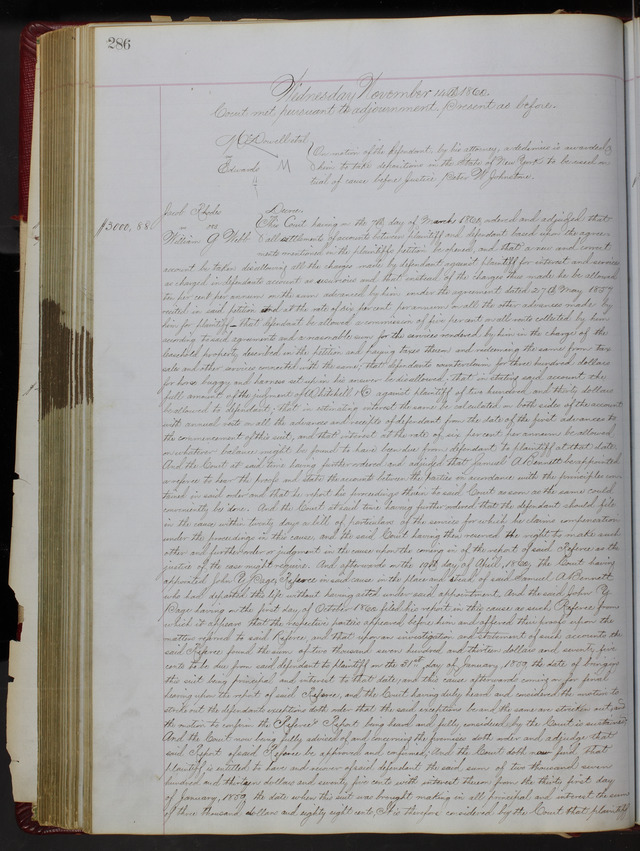 286
Wednesday November 14th 1860.
Court met, pursuant to adjournment. Present as before.
McDowell et al
vs
Edwards
On motion of the defendant, by his attorney, a dedimus is awarded
him to take depositions in the State of New York to be used on
trial of cause before Justice Peter W Johnstone.
Jacob Rhodes
vs
William G Webb
$3000,88
Decree
This Court having on the 7th day of March 1860, ordered and adjudged that
all settlements of accounts between plaintiff and defendant based upon the agree-
ments mentioned in the plaintiffs petition be opened, and that a new and correct
account be taken disallowing all the charges made by defendant against plaintiff for interest and services
as charged in defendants account as usurious and that instead of the charges thus made he be allowed
ten per cent per annum on the sum advanced by him under the agreement dated 27th May 1857
recited in said petition and at the rate of six per cent per annum on all the other advances made by
him for plaintiff – that defendant be allowed a commission of five per cent on all rents collected by him
according to said agreements and a reasonable sum for the services rendered by him in the charge of the
leasehold property described in the petition and paying taxes thereon and redeeming the same from tax
sale and other services connected with the same; that defendants counterclaim for three hundred dollars
for horse, buggy and harness set up in his answer be disallowed; that in stating said account the
full amount of the judgment of Mitchell & C against plaintiff of two hundred and thirty dollars
be allowed to defendant; that in estimating interest the same be calculated on both sides of the account
with annual rests on all the advances and receipts of defendant from the date of the first advances to
the commencement of this suit, and that interest at the rate of six per cent per annum be allowed
on whatever balance might be found to have been due from defendant to plaintiff at that date.
And the Court at said time having further ordered and adjudged that Samuel A Bennett be appointed
a referee to hear the proofs and state the account between the parties in accordance with the principles con-
tained in said order and that he report his proceedings therein to said Court as soon as the same could
conveniently be done. And the Court at said time having further ordered that the defendant should file
in the cause within twenty days a bill of particulars of the services for which he claims compensation
under the proceedings in this cause, and the said Court having then reserved the right to make such
other and further order or judgment in the cause upon the coming in of the report of said Referee as the
justice of the case might require. And afterwards on the 19th day of April, 1860, the Court having
appointed John Y Page, Referee in said cause in the place and stead of said Samuel A Bennett
who had departed this life without having acted under said appointment. And the said John Y
Page having on the first day of October 1860 filed his report in this cause as such Referee, from
which it appears that the respective parties appeared before him and offered their proofs upon the
matters referred to said Referee, and that upon an investigation and statement of such accounts the
said Referee found the sum of two thousand seven hundred and thirteen dollars and seventy five
cents to be due from said defendant to plaintiff on the 31st day of January, 1859, the date of bringing
this suit being principal and interest to that date; and this cause afterwards coming on for final
hearing upon the report of said Referee, and the Court having duly heard and considered the motion to
strike out the defendants exceptions doth order that the said exceptions be and the same are stricken out, and
the motion to confirm the Referee's Report being heard and fully considered by the Court is sustained
And the Court now being fully advised of and concerning the premises doth order and adjudge that
said Report of said Referee be approved and confirmed; And the Court doth now find that
plaintiff is entitled to have and recover of said defendant the said sum of two thousand seven
hundred and thirteen dollars and seventy five cents with interest thereon from the thirty first day
of January, 1859, the date when this suit was brought making in all principal and interest the sum
of three thousand dollars and eighty eight cents, It is therefore considered by the Court that plaintiff